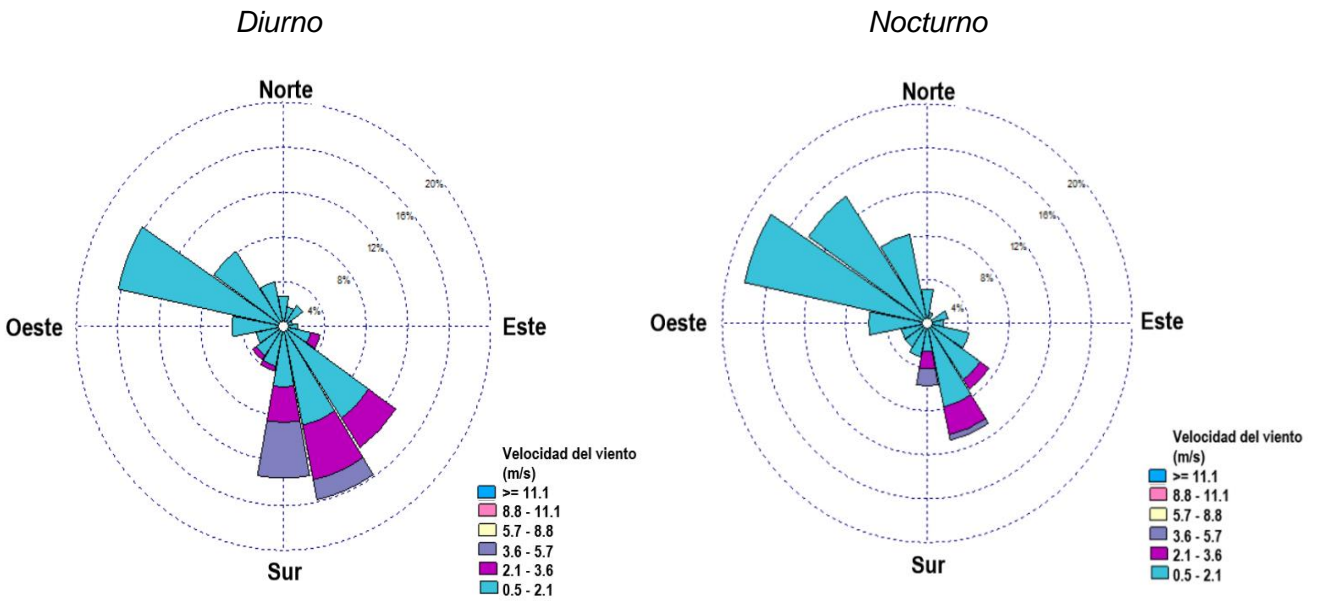 Diurno
Nocturno
Norte
20%
16%
12%
8%
4%
Oeste
Este
Sur
Velocidad del viento
(m/s)
>= 11.1
8.8 - 11.1
5.7 - 8.8
3.6 - 5.7
2.1 - 3.6
0.5 - 2.1
Norte
20%
16%
12%
8%
4%
Oeste
Este
Sur
Velocidad del viento
(m/s)
>= 11.1
8.8 - 11.1
5.7 - 8.8
3.6 - 5.7
2.1 - 3.6
0.5 - 2.1